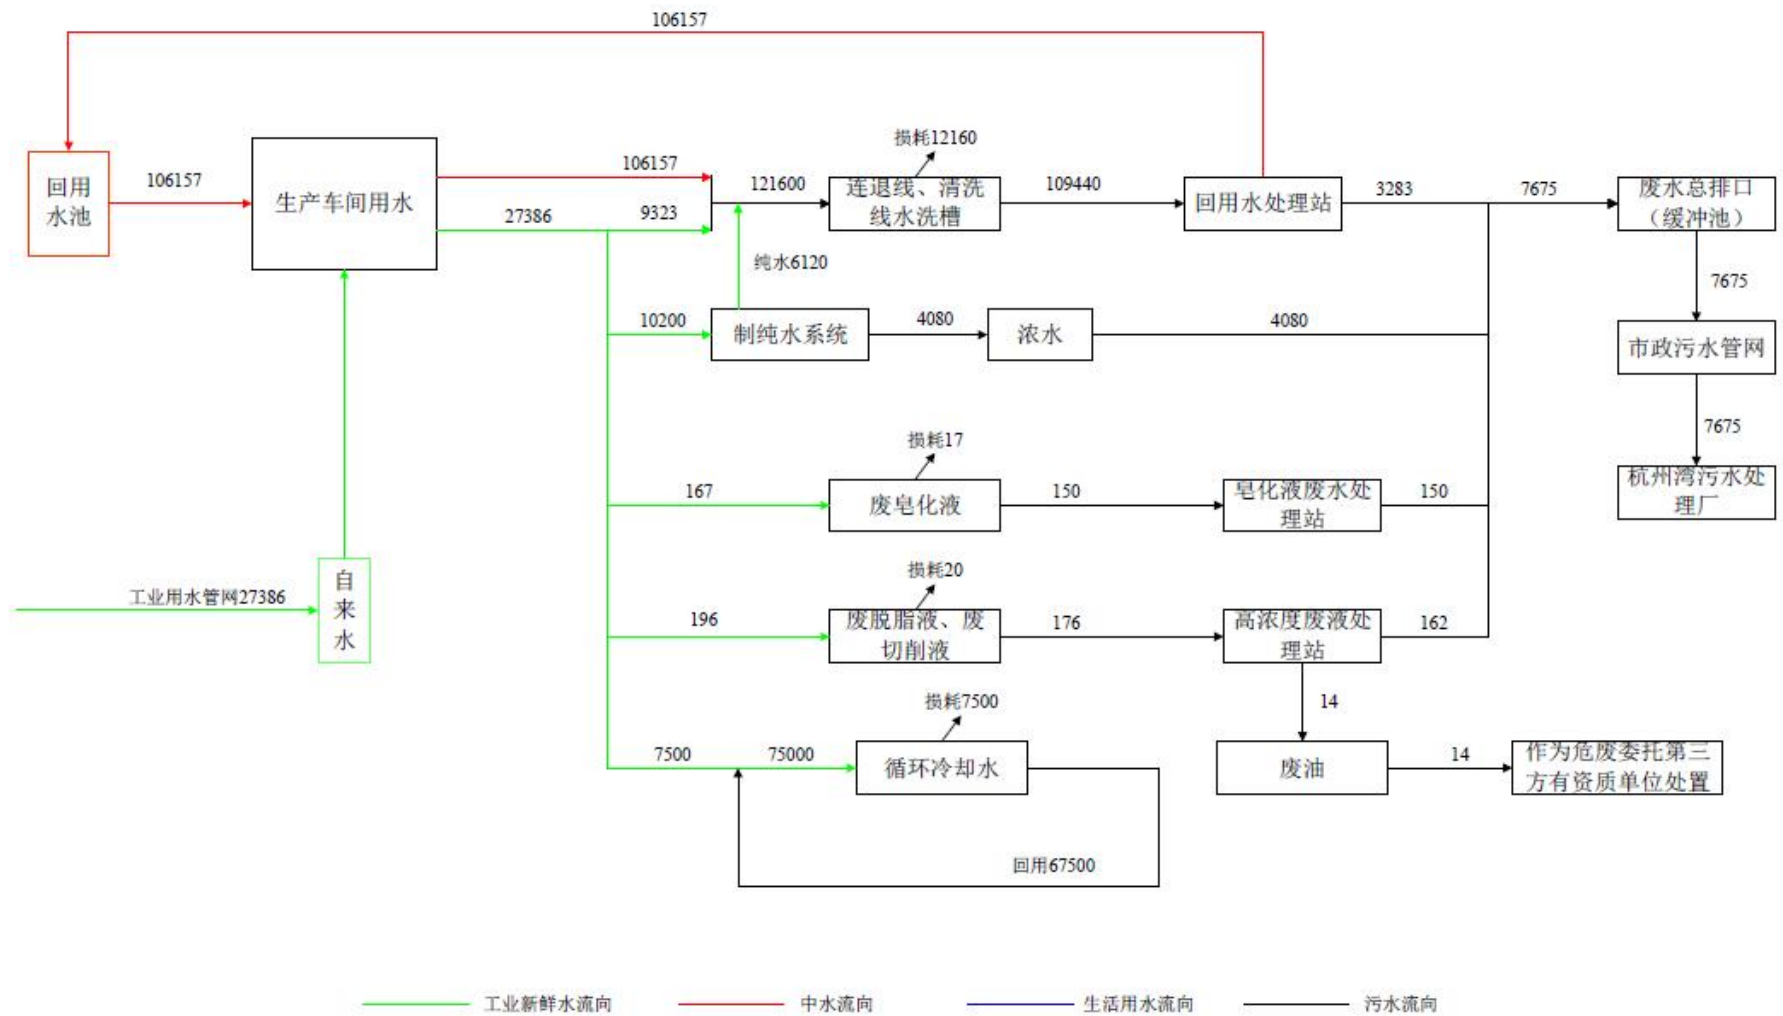 106157
损耗12160
回用
水池
106157
生产车间用水
106157
27386
9323
121600
连退线、清洗
线水洗槽
109440
回用水处理站
3283
7675
废水总排口
（缓冲池）
纯水6120
7675
10200
制纯水系统
4080
浓水
4080
市政污水管网
7675
损耗17
167
废皂化液
150
皂化液废水处
理站
150
杭州湾污水处
理厂
工业用水管网27386
自
来
水
损耗20
196
废脱脂液、废
切削液
176
高浓度废液处
理站
162
14
损耗7500
7500
75000
循环冷却水
废油
14
作为危废委托第三
方有资质单位处置
回用67500
工业新鲜水流向
中水流向
生活用水流向
污水流向